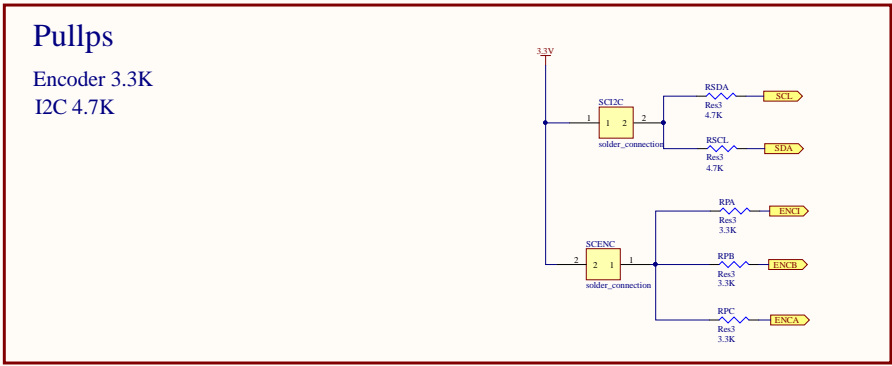 Pullps
Encoder 3.3K
I2C 4.7K
3.3V
SCI2C
1 1 2 2
solder_connection
RSDA
Res3
4.7K
SCL
RSCL
Res3
4.7K
SDA
SCENC
2 2 1 1
solder_connection
RPA
Res3
3.3K
ENCI
RPB
Res3
3.3K
ENCB
RPC
Res3
3.3K
ENCA